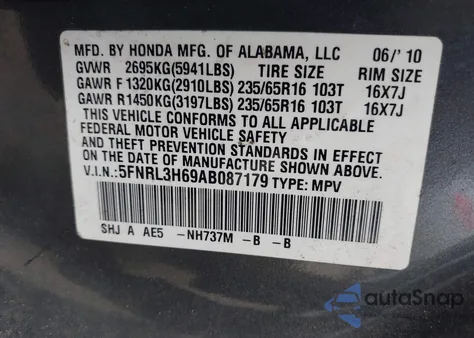 MFD. BY HONDA MFG. OF ALABAMA, LLC 06/'10
GVWR 2695KG(5941LBS) TIRE SIZE RIM SIZE
GAWR F 1320KG(2910LBS) 235/65R16 103T 16X7J
GAWR R1450KG(3197LBS) 235/65R16 103T 16X7J
THIS VEHICLE CONFORMS TO ALL APPLICABLE
FEDERAL MOTOR VEHICLE SAFETY
AND THEFT PREVENTION STANDARDS IN EFFECT
ON THE DATE OF MANUFACTURE SHOWN ABOVE.
V.I.N.: 5FNRL3H69AB087179 TYPE: MPV
SHJ A AE5 -NH737M -B -B
autoSnap